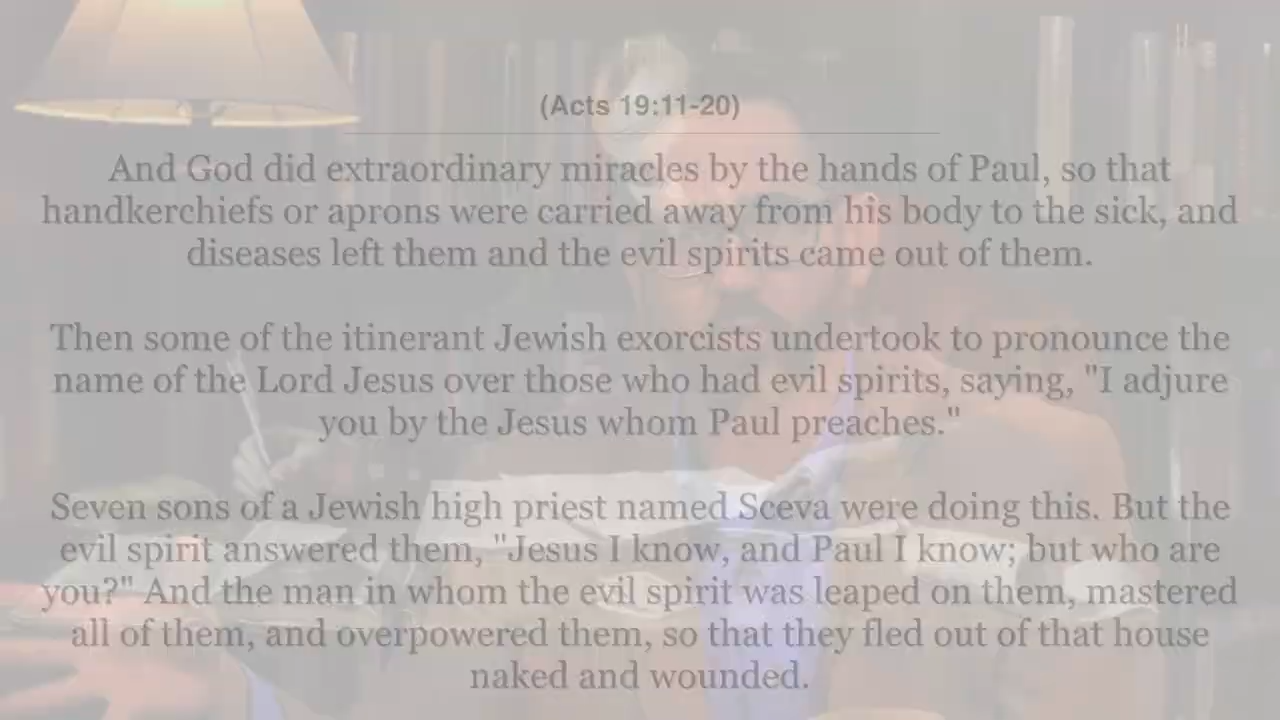 (Acts 19:11-20)
And God did extraordinary miracles by the hands of Paul, so that
handkerchiefs or aprons were carried away from his body to the sick, and
diseases left them and the evil spirits came out of them.
Then some of the itinerant Jewish exorcists undertook to pronounce the
name of the Lord Jesus over those who had evil spirits, saying, "I adjure
you by the Jesus whom Paul preaches."
Seven sons of a Jewish high priest named Sceva were doing this. But the
evil spirit answered them, "Jesus I know, and Paul I know; but who are
you?" And the man in whom the evil spirit was leaped on them, mastered
all of them, and overpowered them, so that they fled out of that house
naked and wounded.